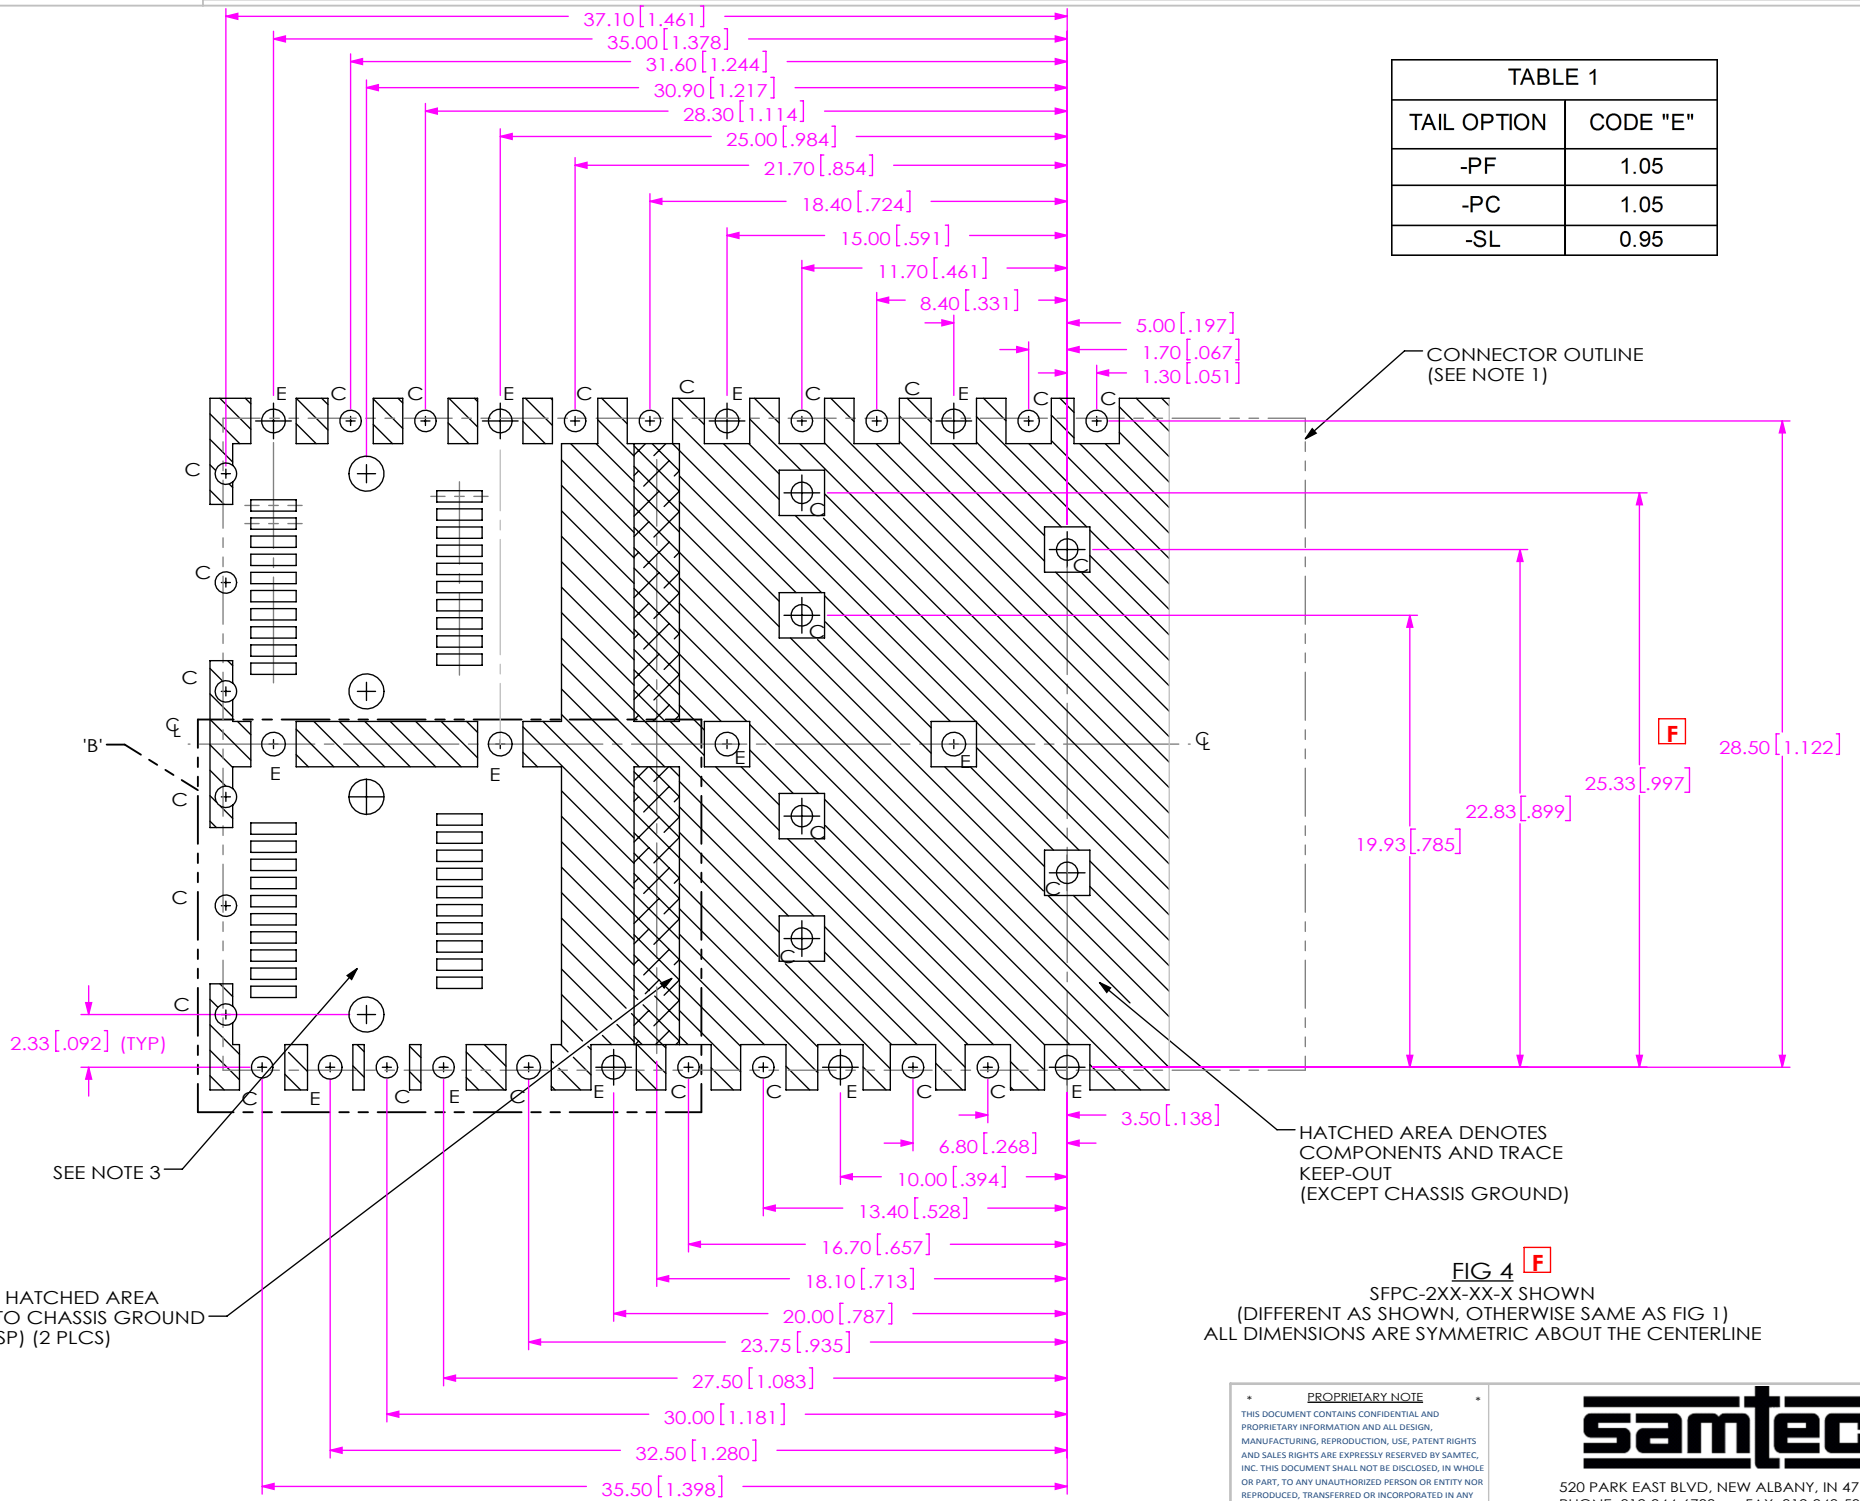 37.10 [1.461]
35.00 [1.378]
31.60 [1.244]
30.90 [1.217]
28.30 [1.114]
25.00 [.984]
21.70 [.854]
18.40 [.724]
15.00 [.591]
11.70 [.461]
8.40 [.331]
5.00 [.197]
1.70 [.067]
1.30 [.051]
TABLE 1
TAIL OPTION CODE "E"
-PF 1.05
-PC 1.05
-SL 0.95
CONNECTOR OUTLINE
(SEE NOTE 1)
E C C E C C E C C E C C
C
C
C
C
C
C
C
℄
℄
'B'
E E E E
C
C
C
C
C
C
F
28.50 [1.122]
25.33 [.997]
22.83 [.899]
19.93 [.785]
2.33 [.092] (TYP)
C E C E C E C C E C C E
SEE NOTE 3
3.50 [.138]
6.80 [.268]
10.00 [.394]
13.40 [.528]
16.70 [.657]
18.10 [.713]
20.00 [.787]
23.75 [.935]
27.50 [1.083]
30.00 [1.181]
32.50 [1.280]
35.50 [1.398]
HATCHED AREA DENOTES
COMPONENTS AND TRACE
KEEP-OUT
(EXCEPT CHASSIS GROUND)
HATCHED AREA
TO CHASSIS GROUND
SP) (2 PLCS)
FIG 4 F
SFPC-2XX-XX-X SHOWN
(DIFFERENT AS SHOWN, OTHERWISE SAME AS FIG 1)
ALL DIMENSIONS ARE SYMMETRIC ABOUT THE CENTERLINE
* PROPRIETARY NOTE *
THIS DOCUMENT CONTAINS CONFIDENTIAL AND
PROPRIETARY INFORMATION AND ALL DESIGN,
MANUFACTURING, REPRODUCTION, USE, PATENT RIGHTS
AND SALES RIGHTS ARE EXPRESSLY RESERVED BY SAMTEC,
INC. THIS DOCUMENT SHALL NOT BE DISCLOSED, IN WHOLE
OR PART, TO ANY UNAUTHORIZED PERSON OR ENTITY NOR
REPRODUCED, TRANSFERRED OR INCORPORATED IN ANY
samtec
520 PARK EAST BLVD, NEW ALBANY, IN 47